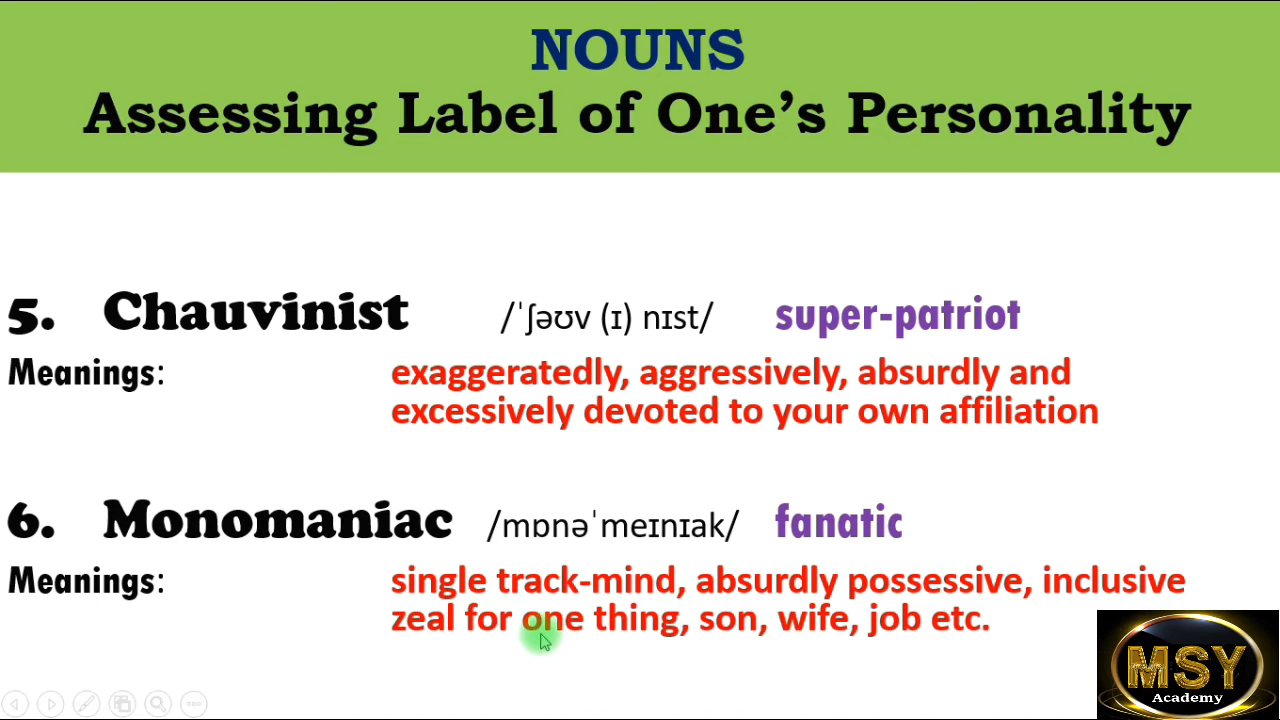 NOUNS
Assessing Label of One's Personality
5. Chauvinist /ˈʃəʊv (ɪ) nɪst/ super-patriot
Meanings: exaggeratedly, aggressively, absurdly and
excessively devoted to your own affiliation
6. Monomaniac /mɒnəˈmeɪnɪak/ fanatic
Meanings: single track-mind, absurdly possessive, inclusive
zeal for one thing, son, wife, job etc.
MSY
Academy